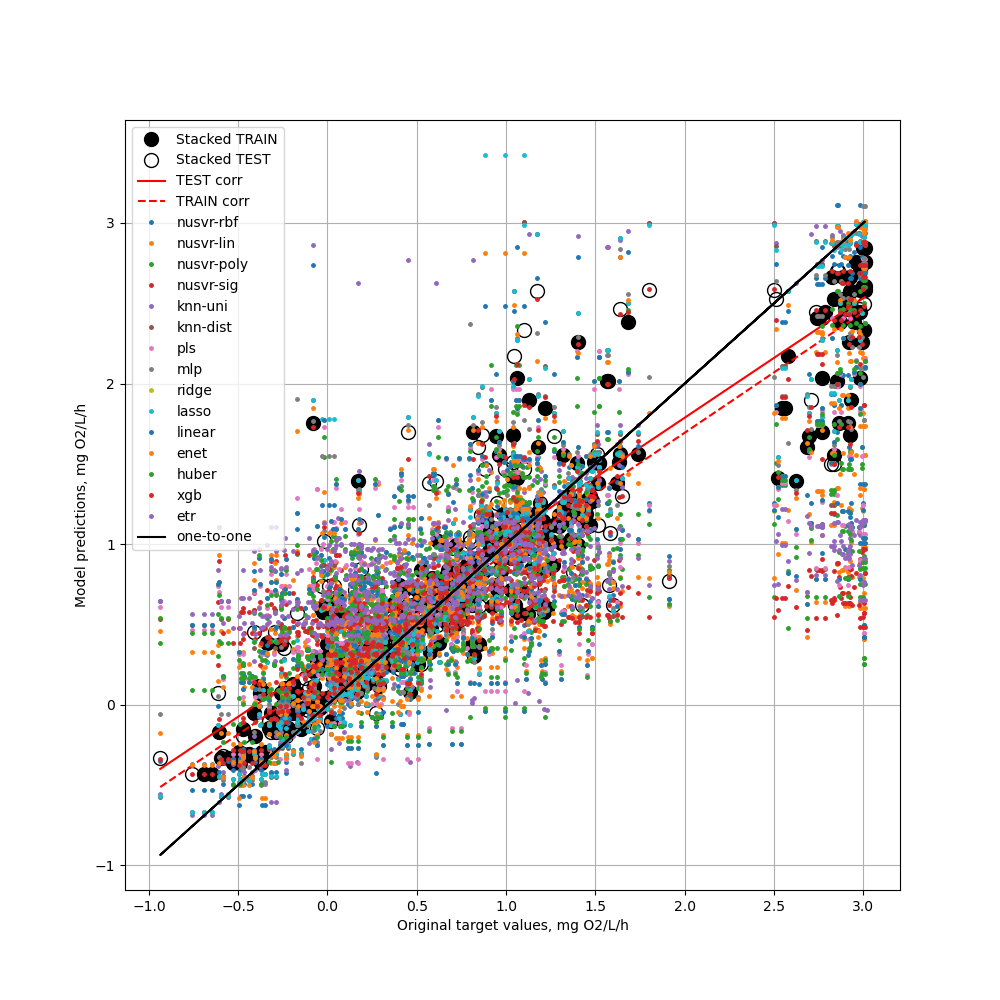 Stacked TRAIN
Stacked TEST
TEST corr
TRAIN corr
nusvr-rbf
nusvr-lin
nusvr-poly
nusvr-sig
knn-uni
knn-dist
pls
mlp
ridge
lasso
linear
enet
huber
xgb
etr
one-to-one
3
2
1
0
−1
Model predictions, mg O2/L/h
−1.0 −0.5 0.0 0.5 1.0 1.5 2.0 2.5 3.0
Original target values, mg O2/L/h